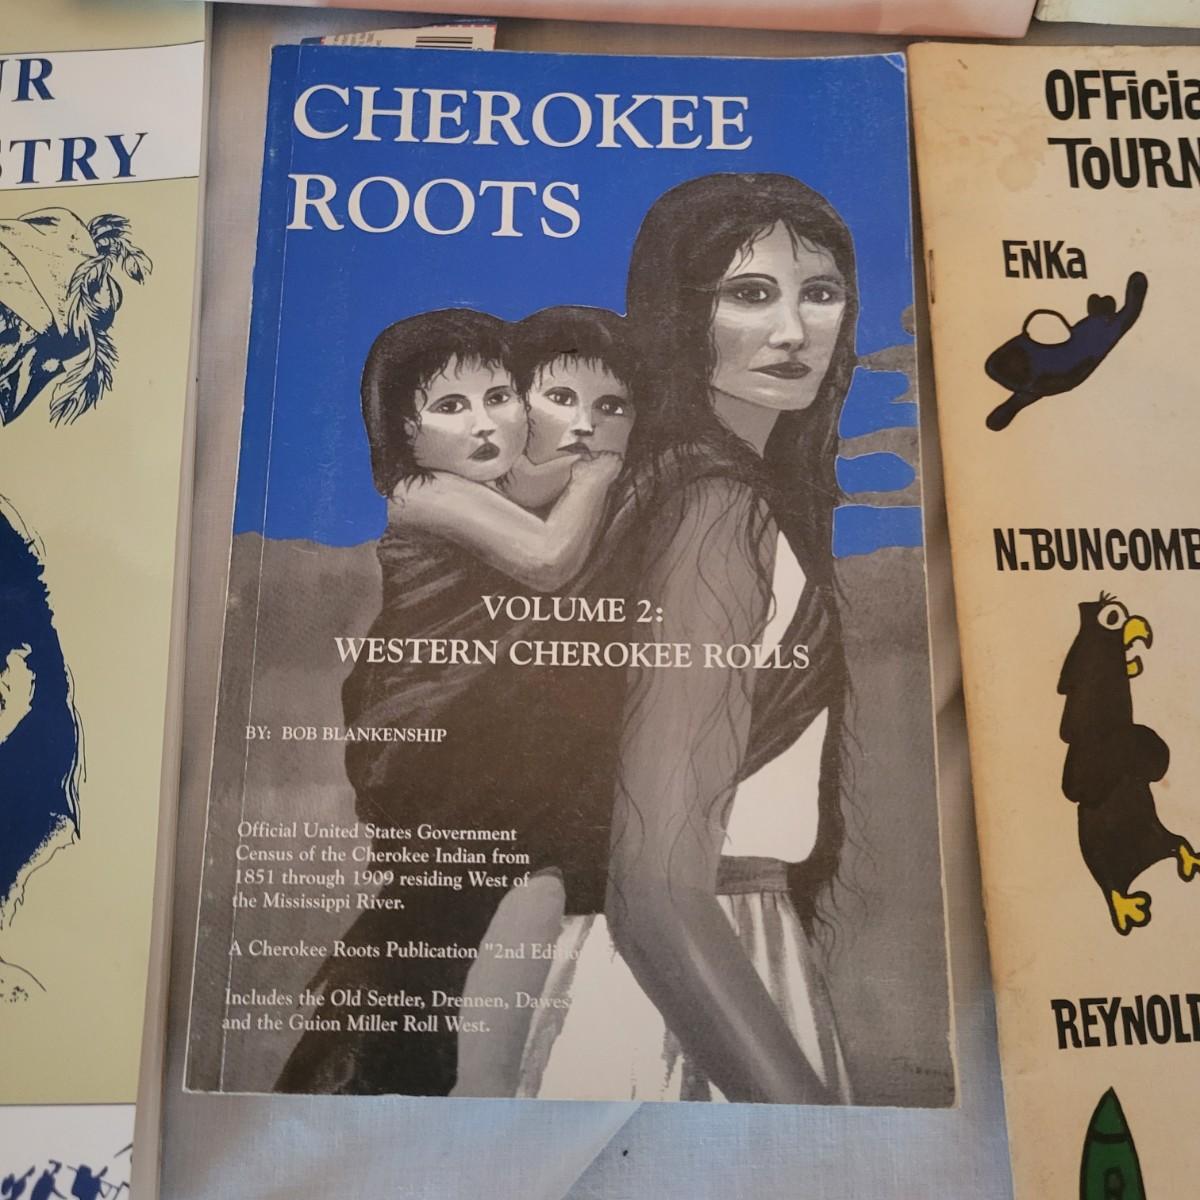 UR
STRY
CHEROKEE
ROOTS
VOLUME 2:
WESTERN CHEROKEE ROLLS
BY: BOB BLANKENSHIP
Official United States Government
Census of the Cherokee Indian from
1851 through 1909 residing West of
the Mississippi River.
A Cherokee Roots Publication "2nd Editio
Includes the Old Settler, Drennen, Dawes
and the Guion Miller Roll West.
OFFicia
TOURN
ENKa
N.BUNCOMB
REYNOLD